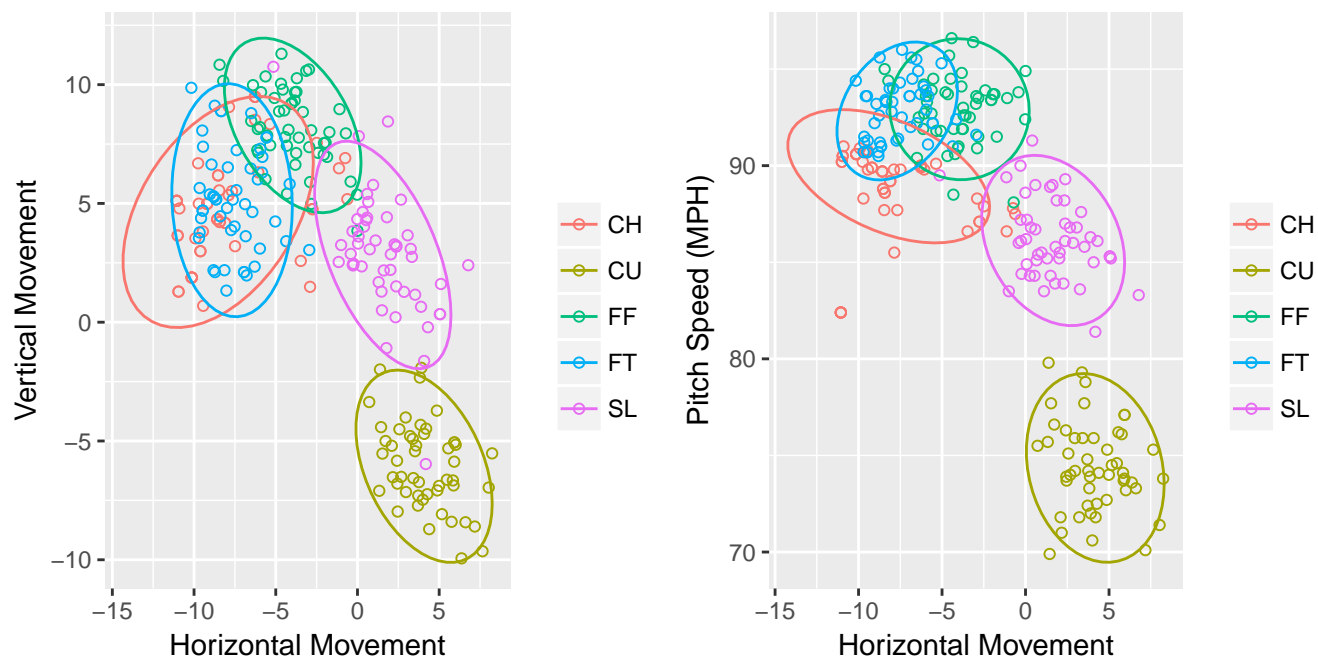 10
5
0
−5
−10
−15
−10
−5
0
5
Vertical Movement
Horizontal Movement
CH
CU
FF
FT
SL
90
80
70
−15
−10
−5
0
5
Pitch Speed (MPH)
Horizontal Movement
CH
CU
FF
FT
SL